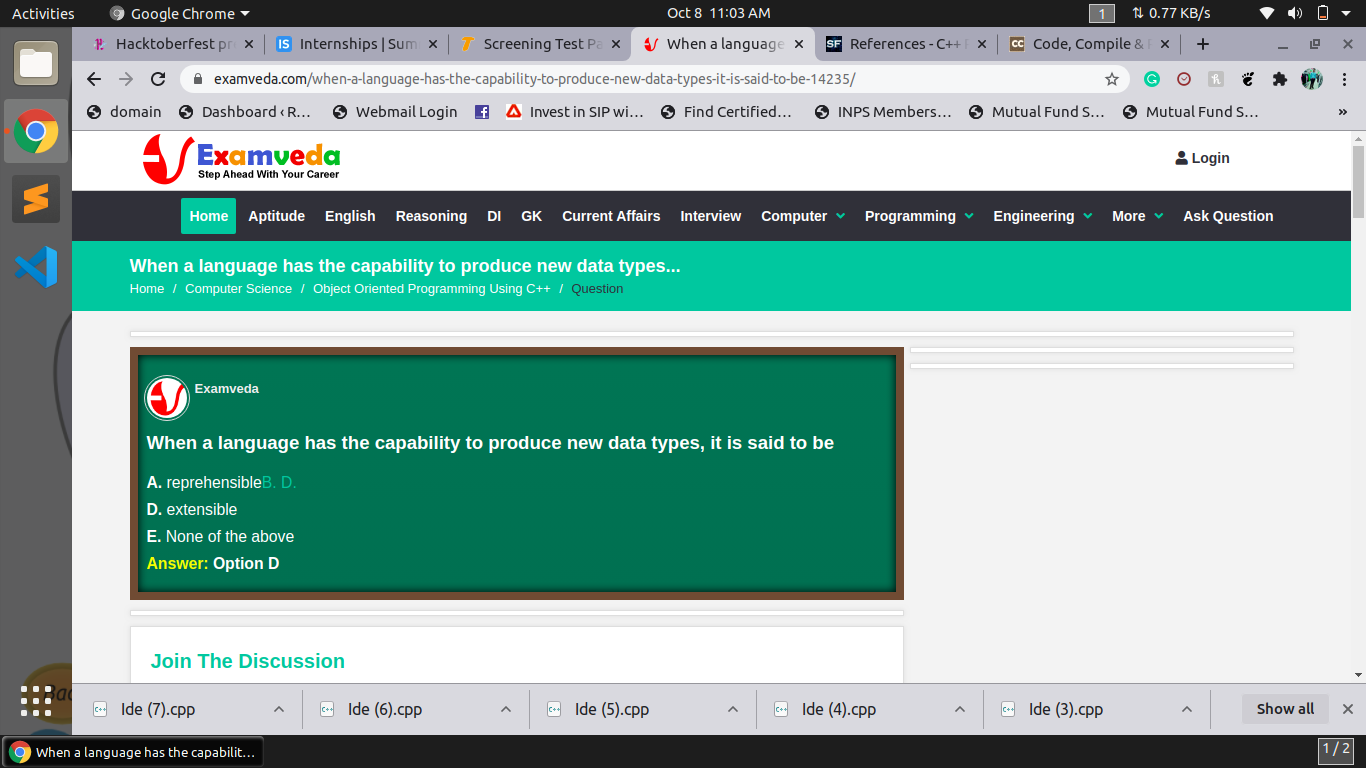 Activities Google Chrome Oct 8 11:03 AM 1 0.77 KB/s
Hacktoberfest pr Internships | Sum Screening Test Pa When a language References - C++ Code, Compile &
examveda.com/when-a-language-has-the-capability-to-produce-new-data-types-it-is-said-to-be-14235/
domain Dashboard ‹ R... Webmail Login Invest in SIP wi... Find Certified... INPS Members... Mutual Fund S... Mutual Fund S... »
Examveda
Step Ahead With Your Career
Login
Home Aptitude English Reasoning DI GK Current Affairs Interview Computer Programming Engineering More Ask Question
When a language has the capability to produce new data types...
Home / Computer Science / Object Oriented Programming Using C++ / Question
Examveda
When a language has the capability to produce new data types, it is said to be
A. reprehensibleB. D.
D. extensible
E. None of the above
Answer: Option D
Join The Discussion
Bac
Ide (7).cpp Ide (6).cpp Ide (5).cpp Ide (4).cpp Ide (3).cpp Show all
When a language has the capabilit... 1 / 2